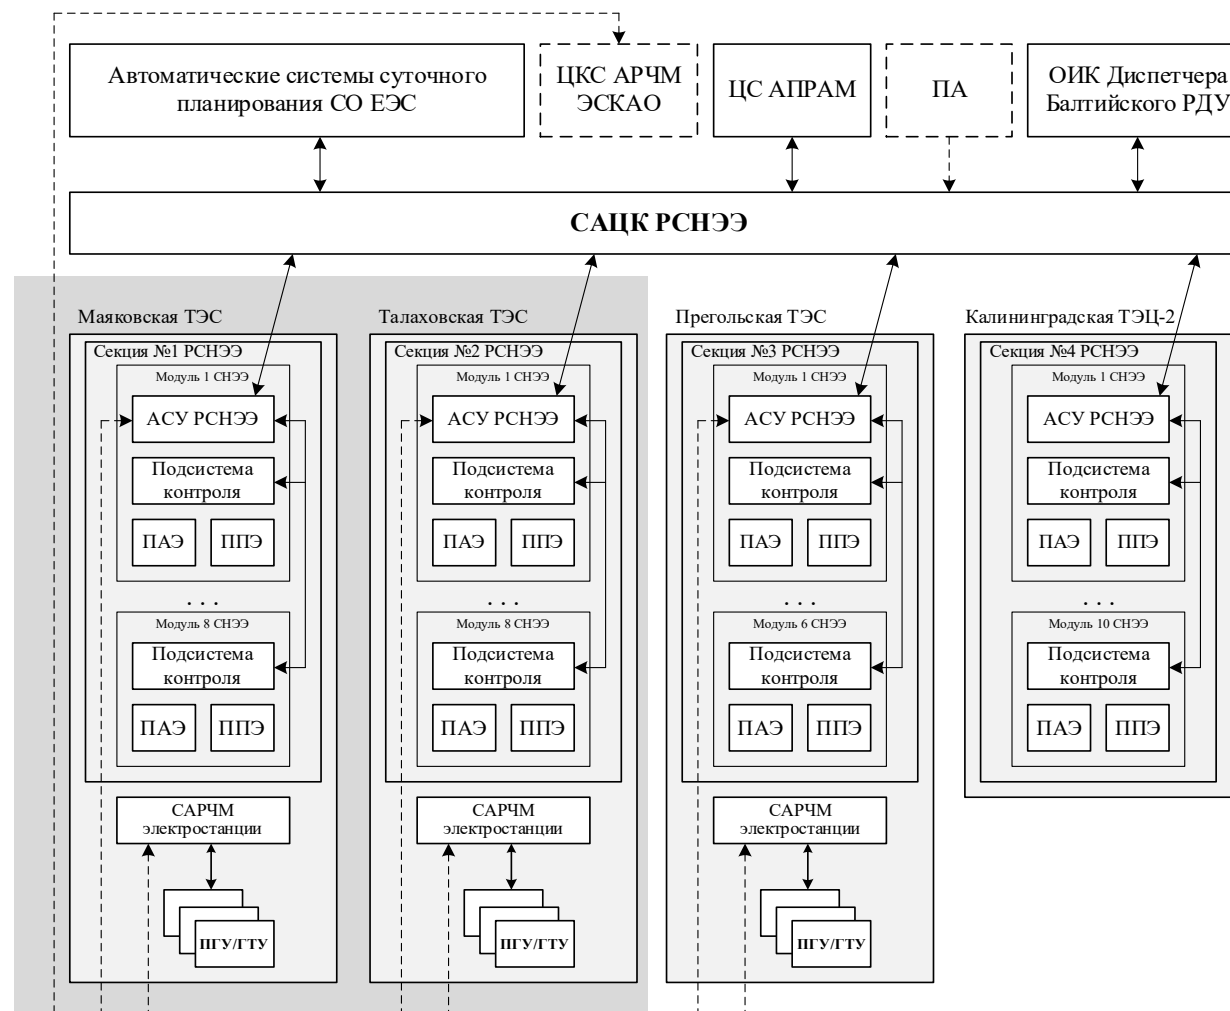 Автоматические системы суточного
планирования СО ЕЭС
ЦКС АРЧМ
ЭСКАО
ЦС АПРАМ
ПА
ОИК Диспетчера
Балтийского РДУ
САЦК РСНЭЭ
Маяковская ТЭС
Секция №1 РСНЭЭ
Модуль 1 СНЭЭ
АСУ РСНЭЭ
Подсистема
контроля
ПАЭ
ППЭ
. . .
Модуль 8 СНЭЭ
Подсистема
контроля
ПАЭ
ППЭ
САРЧМ
электростанции
ПГУ/ГТУ
Талаховская ТЭС
Секция №2 РСНЭЭ
Модуль 1 СНЭЭ
АСУ РСНЭЭ
Подсистема
контроля
ПАЭ
ППЭ
. . .
Модуль 8 СНЭЭ
Подсистема
контроля
ПАЭ
ППЭ
САРЧМ
электростанции
ПГУ/ГТУ
Прегольская ТЭС
Секция №3 РСНЭЭ
Модуль 1 СНЭЭ
АСУ РСНЭЭ
Подсистема
контроля
ПАЭ
ППЭ
. . .
Модуль 6 СНЭЭ
Подсистема
контроля
ПАЭ
ППЭ
САРЧМ
электростанции
ПГУ/ГТУ
Калининградская ТЭЦ-2
Секция №4 РСНЭЭ
Модуль 1 СНЭЭ
АСУ РСНЭЭ
Подсистема
контроля
ПАЭ
ППЭ
. . .
Модуль 10 СНЭЭ
Подсистема
контроля
ПАЭ
ППЭ